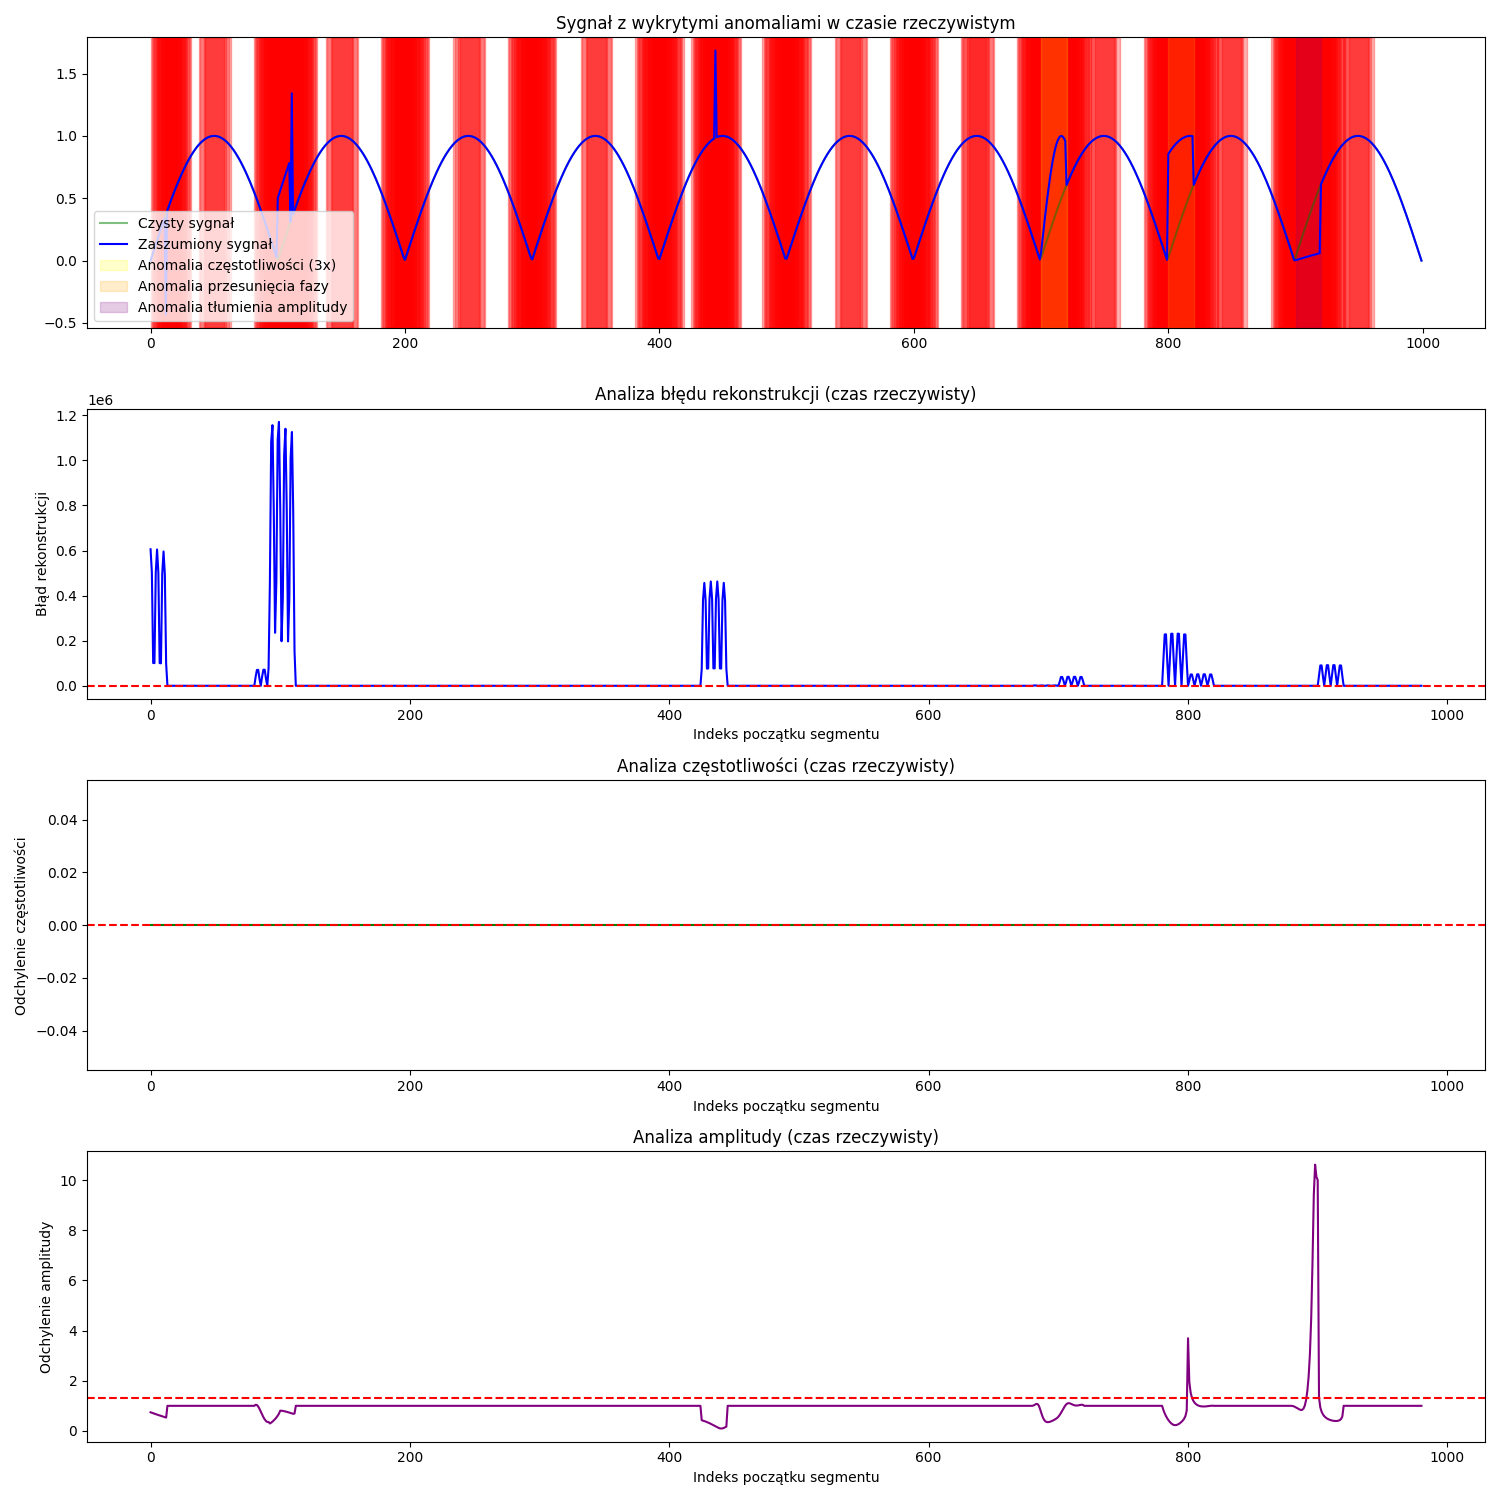 Sygnał z wykrytymi anomaliami w czasie rzeczywistym
1.5
1.0
0.5
0.0
−0.5
Czysty sygnał
Zaszumiony sygnał
Anomalia częstotliwości (3x)
Anomalia przesunięcia fazy
Anomalia tłumienia amplitudy
0 200 400 600 800 1000
Analiza błędu rekonstrukcji (czas rzeczywisty)
1e6
Błąd rekonstrukcji
1.2
1.0
0.8
0.6
0.4
0.2
0.0
0 200 400 600 800 1000
Indeks początku segmentu
Analiza częstotliwości (czas rzeczywisty)
Odchylenie częstotliwości
0.04
0.02
0.00
−0.02
−0.04
0 200 400 600 800 1000
Indeks początku segmentu
Analiza amplitudy (czas rzeczywisty)
Odchylenie amplitudy
10
8
6
4
2
0
0 200 400 600 800 1000
Indeks początku segmentu